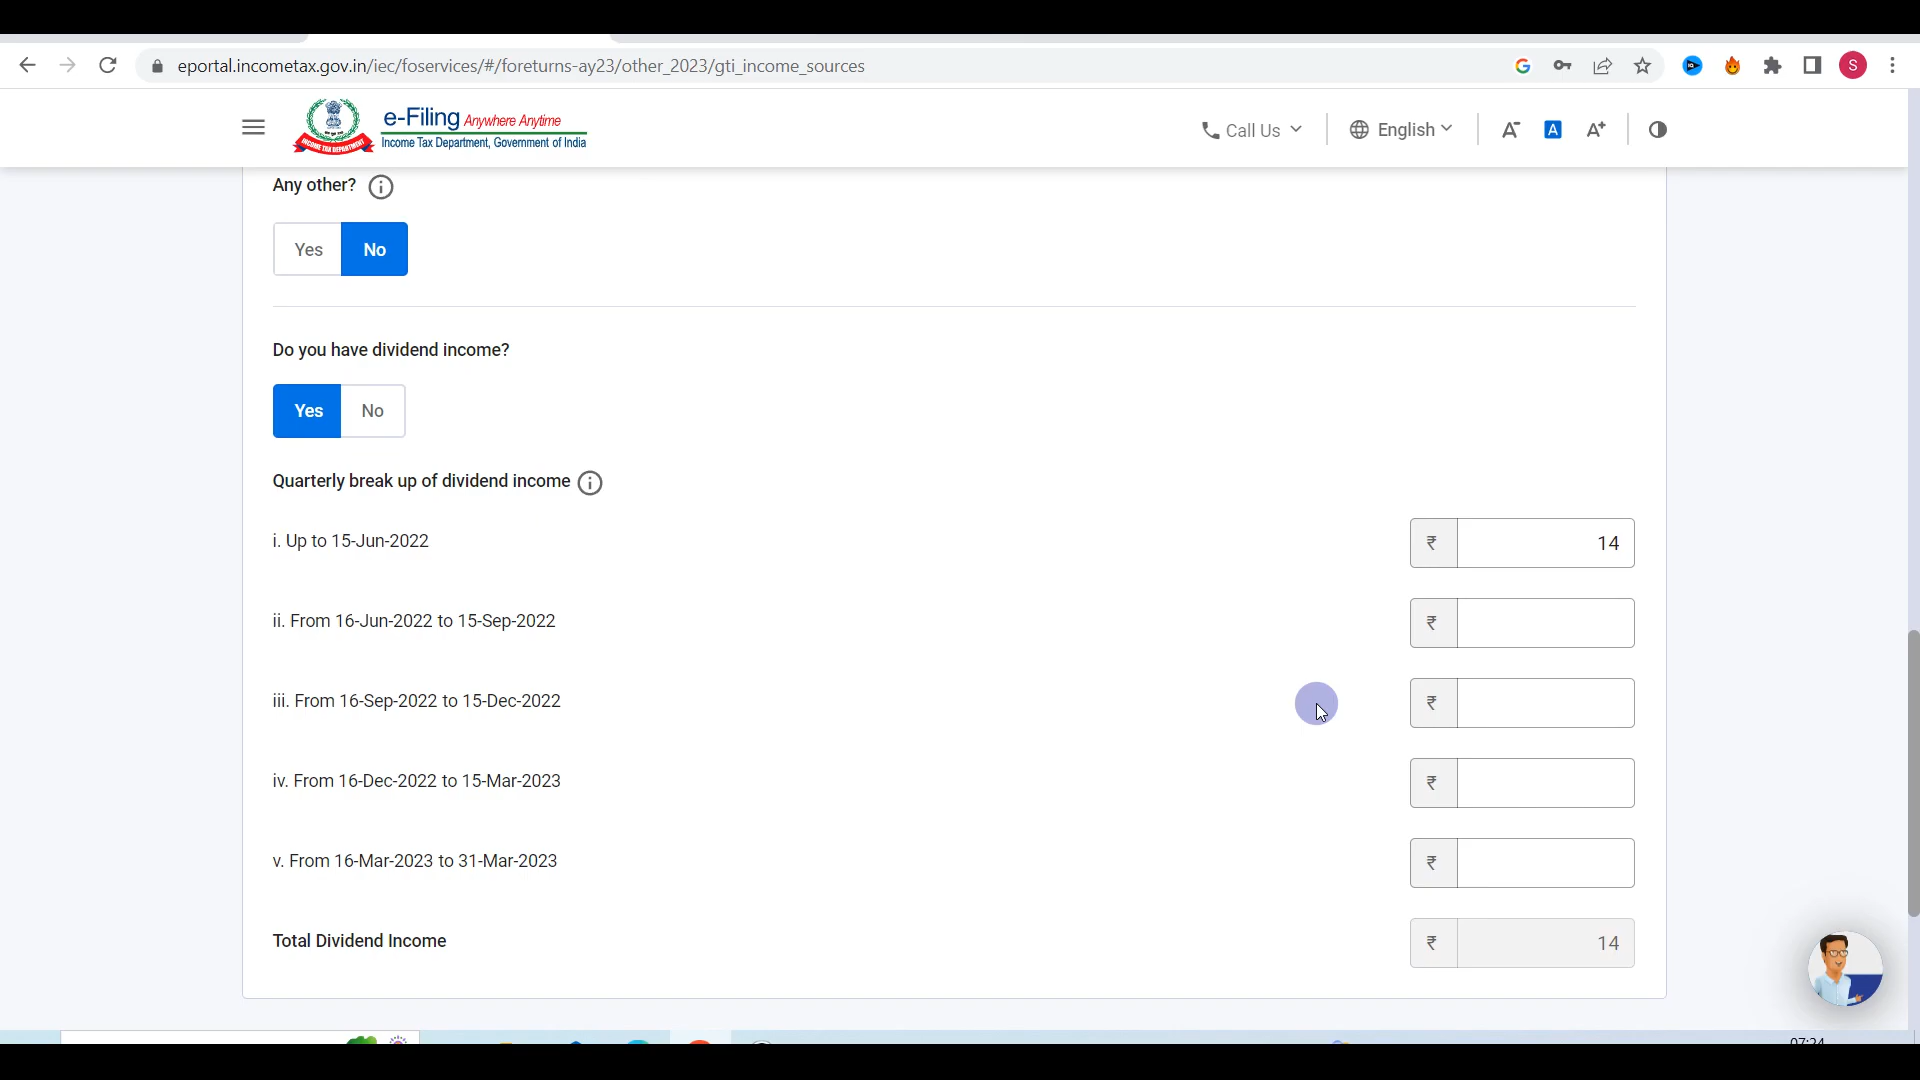 eportal.incometax.gov.in/iec/foservices/#/foreturns-ay23/other_2023/gti_income_sources
S
e-Filing Anywhere Anytime
Income Tax Department, Government of India
INCOME TAX DEPARTMENT
Call Us
English
A-
A
A+
Any other?
Yes
No
Do you have dividend income?
Yes
No
Quarterly break up of dividend income
i. Up to 15-Jun-2022
₹ 14
ii. From 16-Jun-2022 to 15-Sep-2022
₹
iii. From 16-Sep-2022 to 15-Dec-2022
₹
iv. From 16-Dec-2022 to 15-Mar-2023
₹
v. From 16-Mar-2023 to 31-Mar-2023
₹
Total Dividend Income
₹ 14